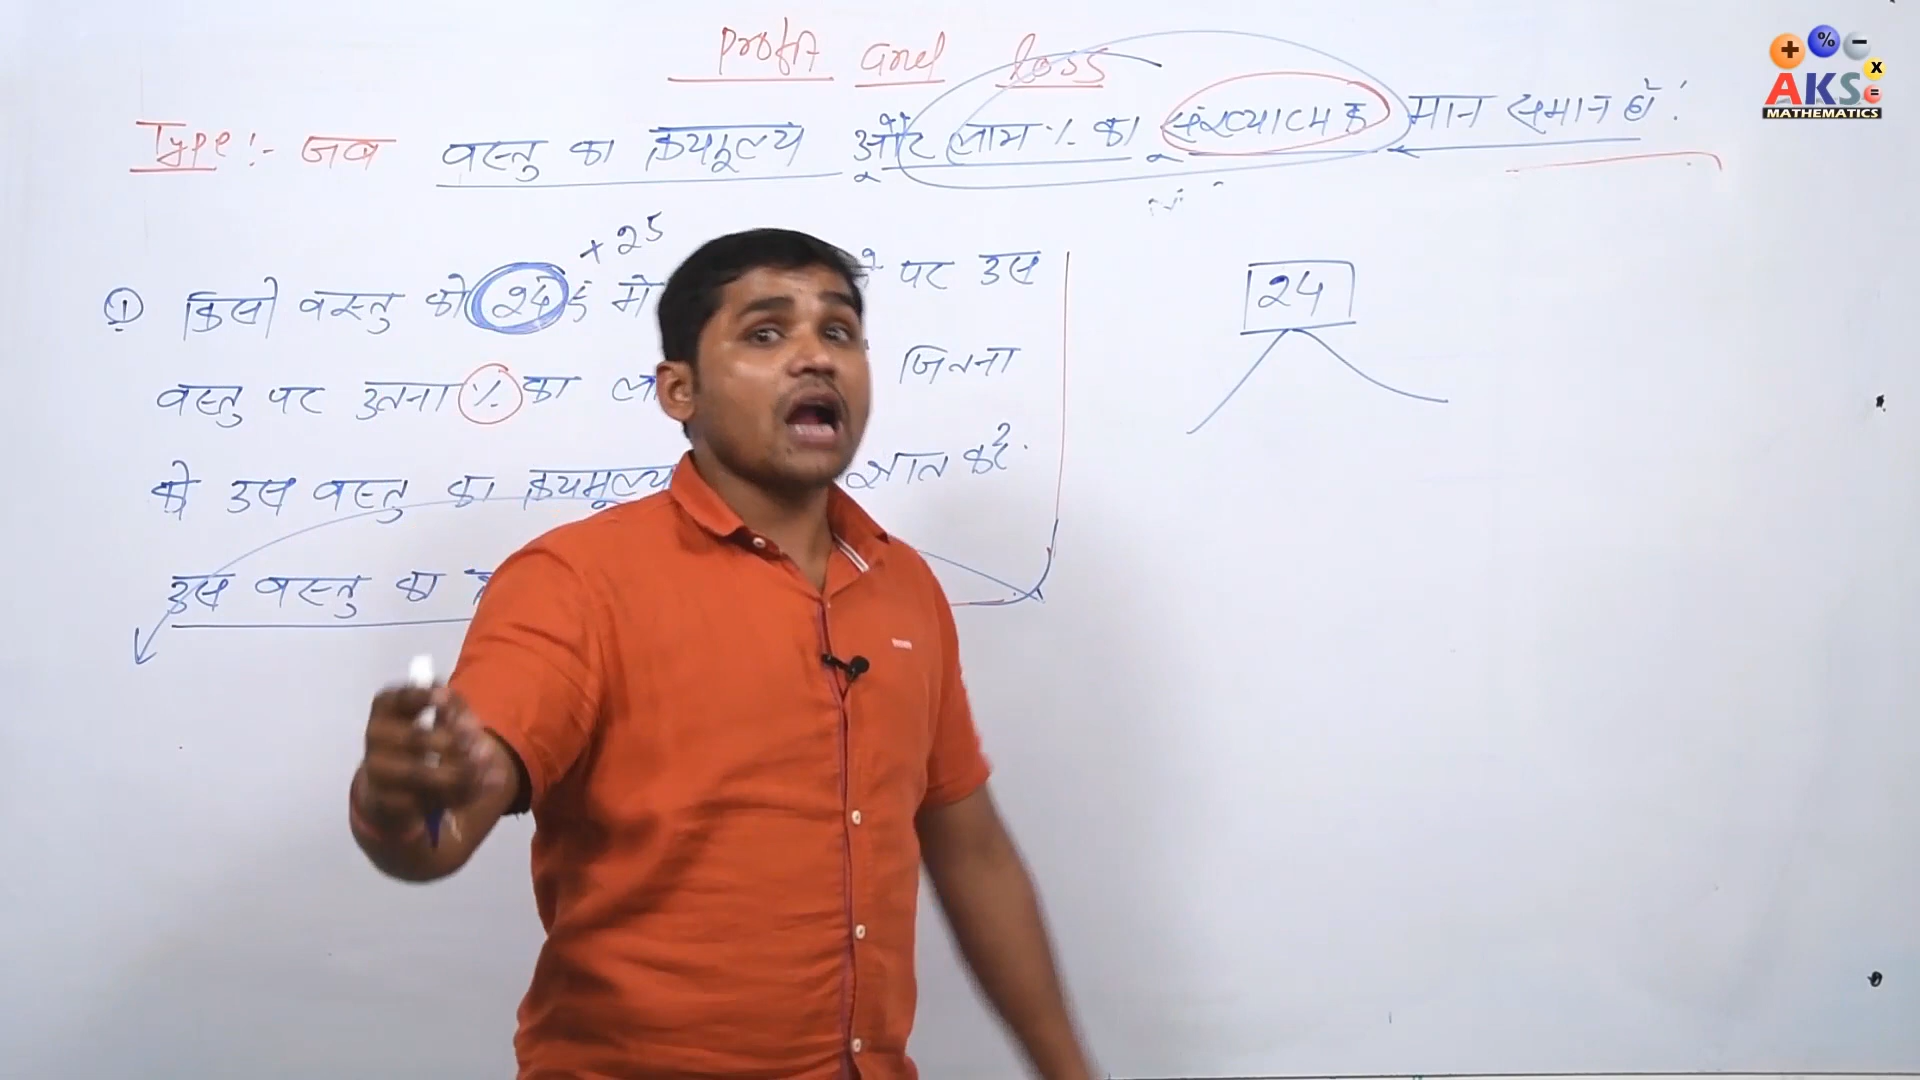 Profit and loss
Type :- जब वस्तु का क्रयमूल्य और लाभ % का संख्यात्मक मान समान हो :
+ 25
① किसी वस्तु को 24 ₹ में पर उस
वस्तु पर उतना % का जितना
की उस वस्तु का क्रयमूल्य ज्ञात करें.
उस वस्तु का
24
+ % - x =
AKS
MATHEMATICS